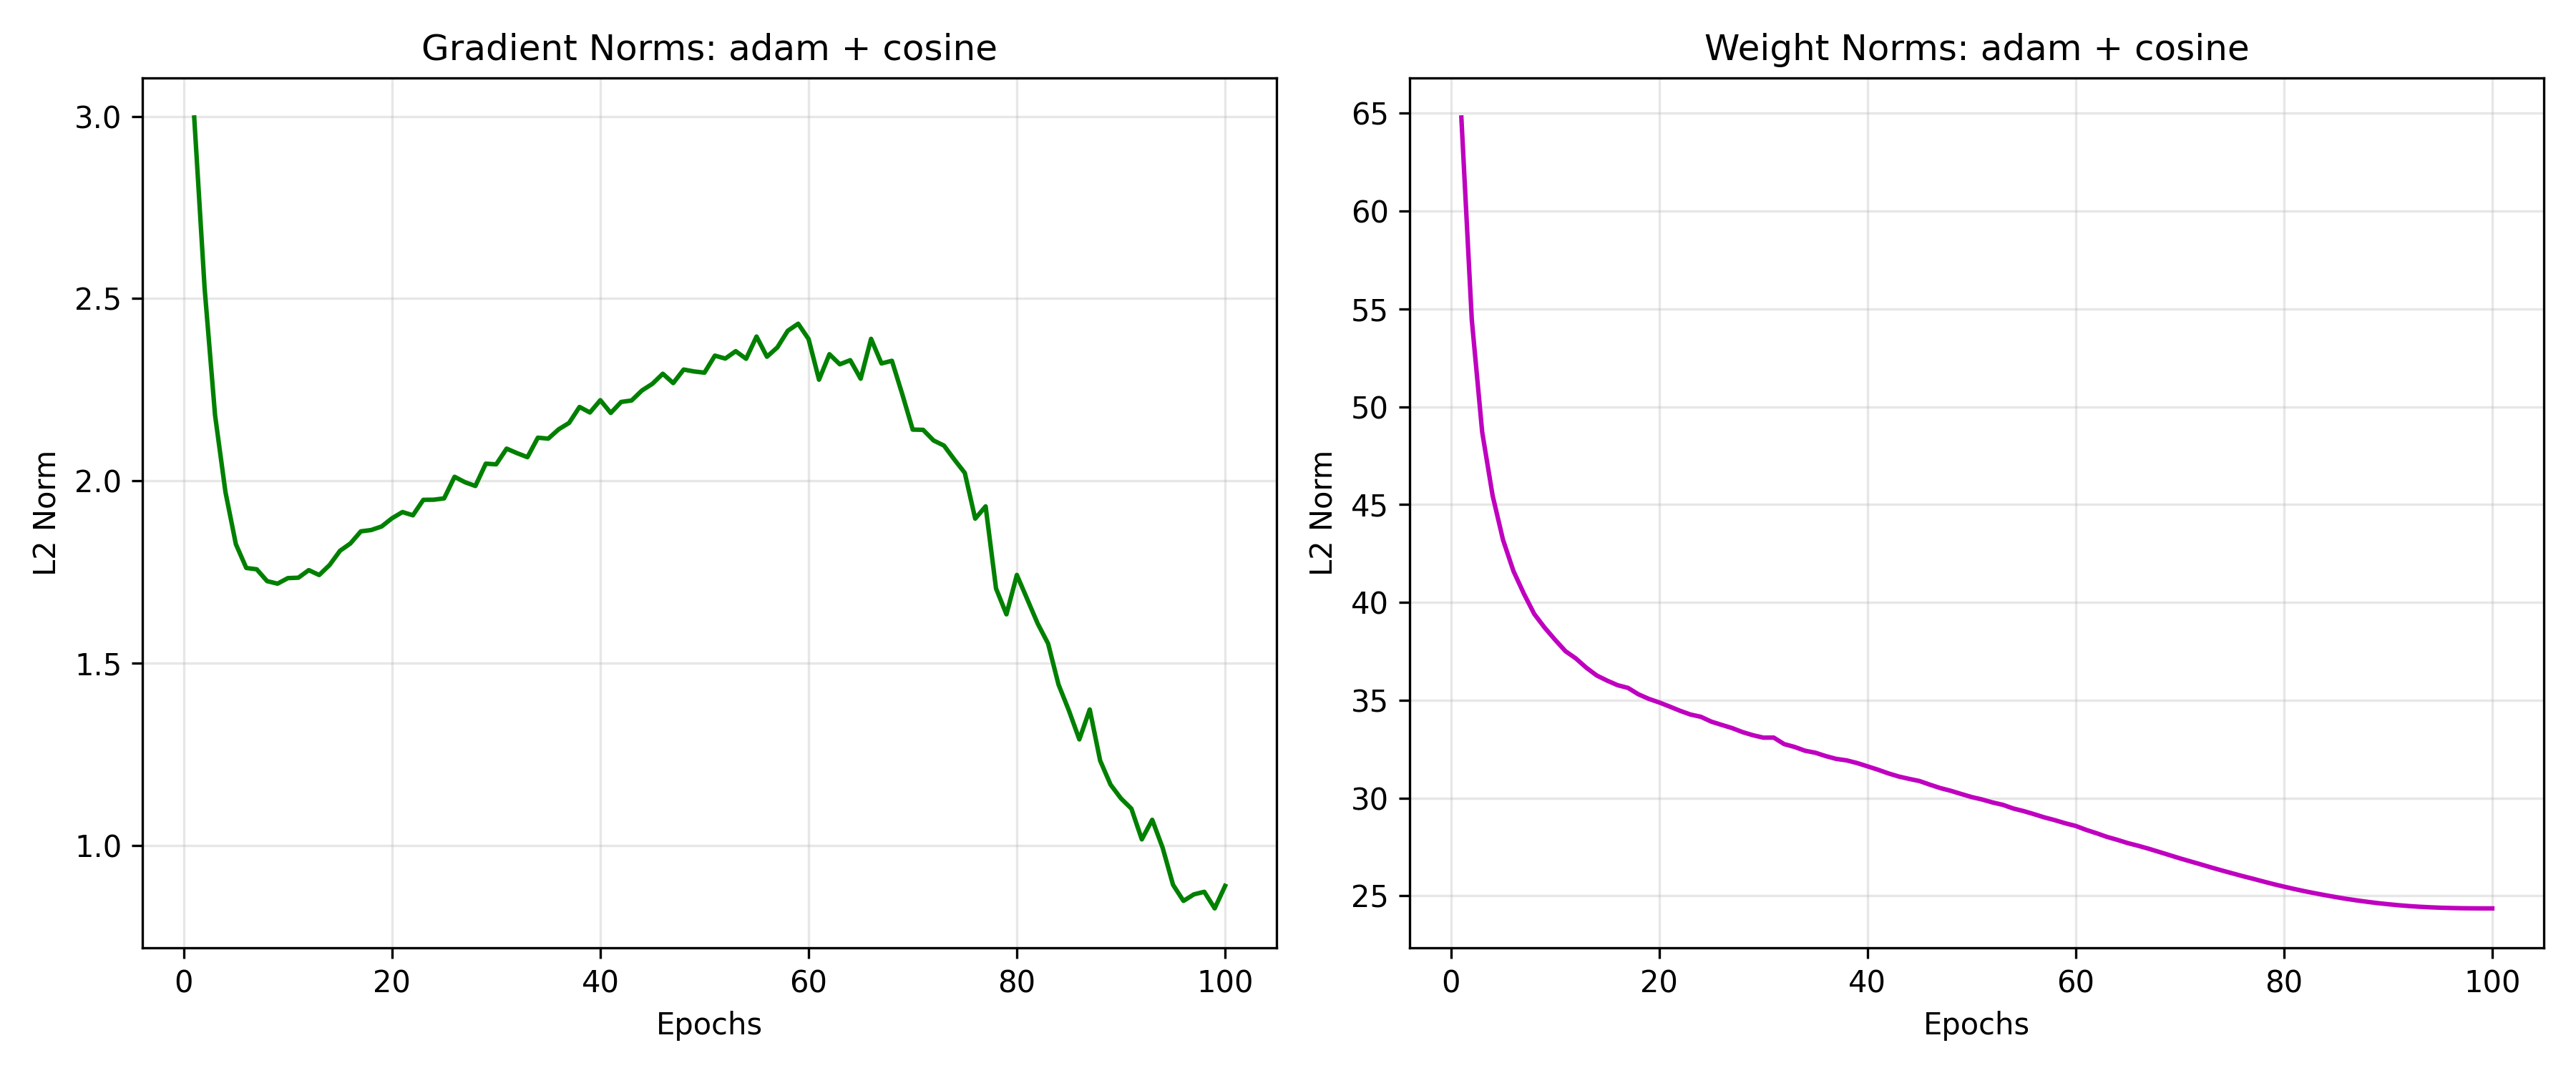 Gradient Norms: adam + cosine
3.0
2.5
2.0
1.5
1.0
L2 Norm
0 20 40 60 80 100
Epochs
Weight Norms: adam + cosine
65
60
55
50
45
40
35
30
25
L2 Norm
0 20 40 60 80 100
Epochs